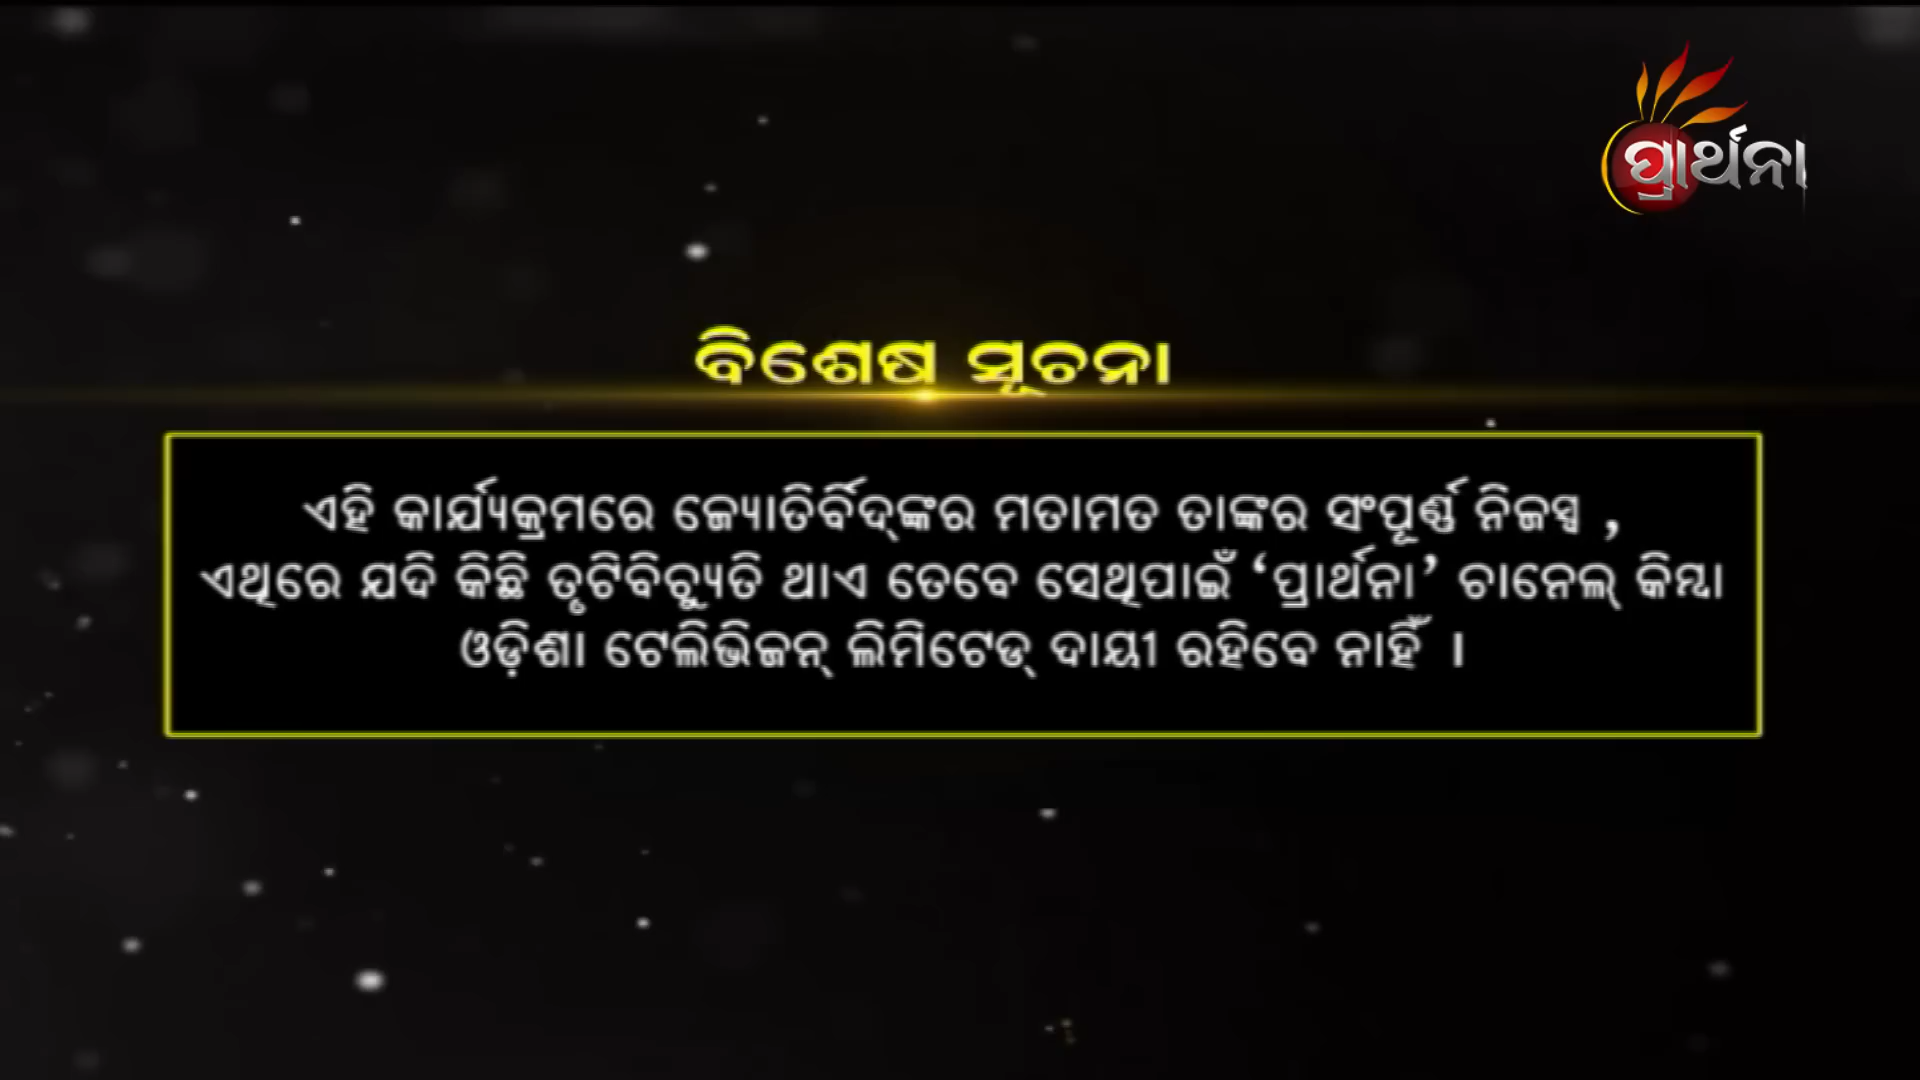 ପ୍ରାର୍ଥନା
ବିଶେଷ ସୂଚନା
ଏହି କାର୍ଯ୍ୟକ୍ରମରେ ଜ୍ୟୋତିର୍ବିଦ୍‌ଙ୍କର ମତାମତ ତାଙ୍କର ସଂପୂର୍ଣ୍ଣ ନିଜସ୍ୱ ,
ଏଥିରେ ଯଦି କିଛି ତୃଟିବିଚ୍ୟୁତି ଥାଏ ତେବେ ସେଥିପାଇଁ ‘ପ୍ରାର୍ଥନା’ ଚାନେଲ୍ କିମ୍ଵା
ଓଡ଼ିଶା ଟେଲିଭିଜନ୍ ଲିମିଟେଡ୍ ଦାୟୀ ରହିବେ ନାହିଁ ।